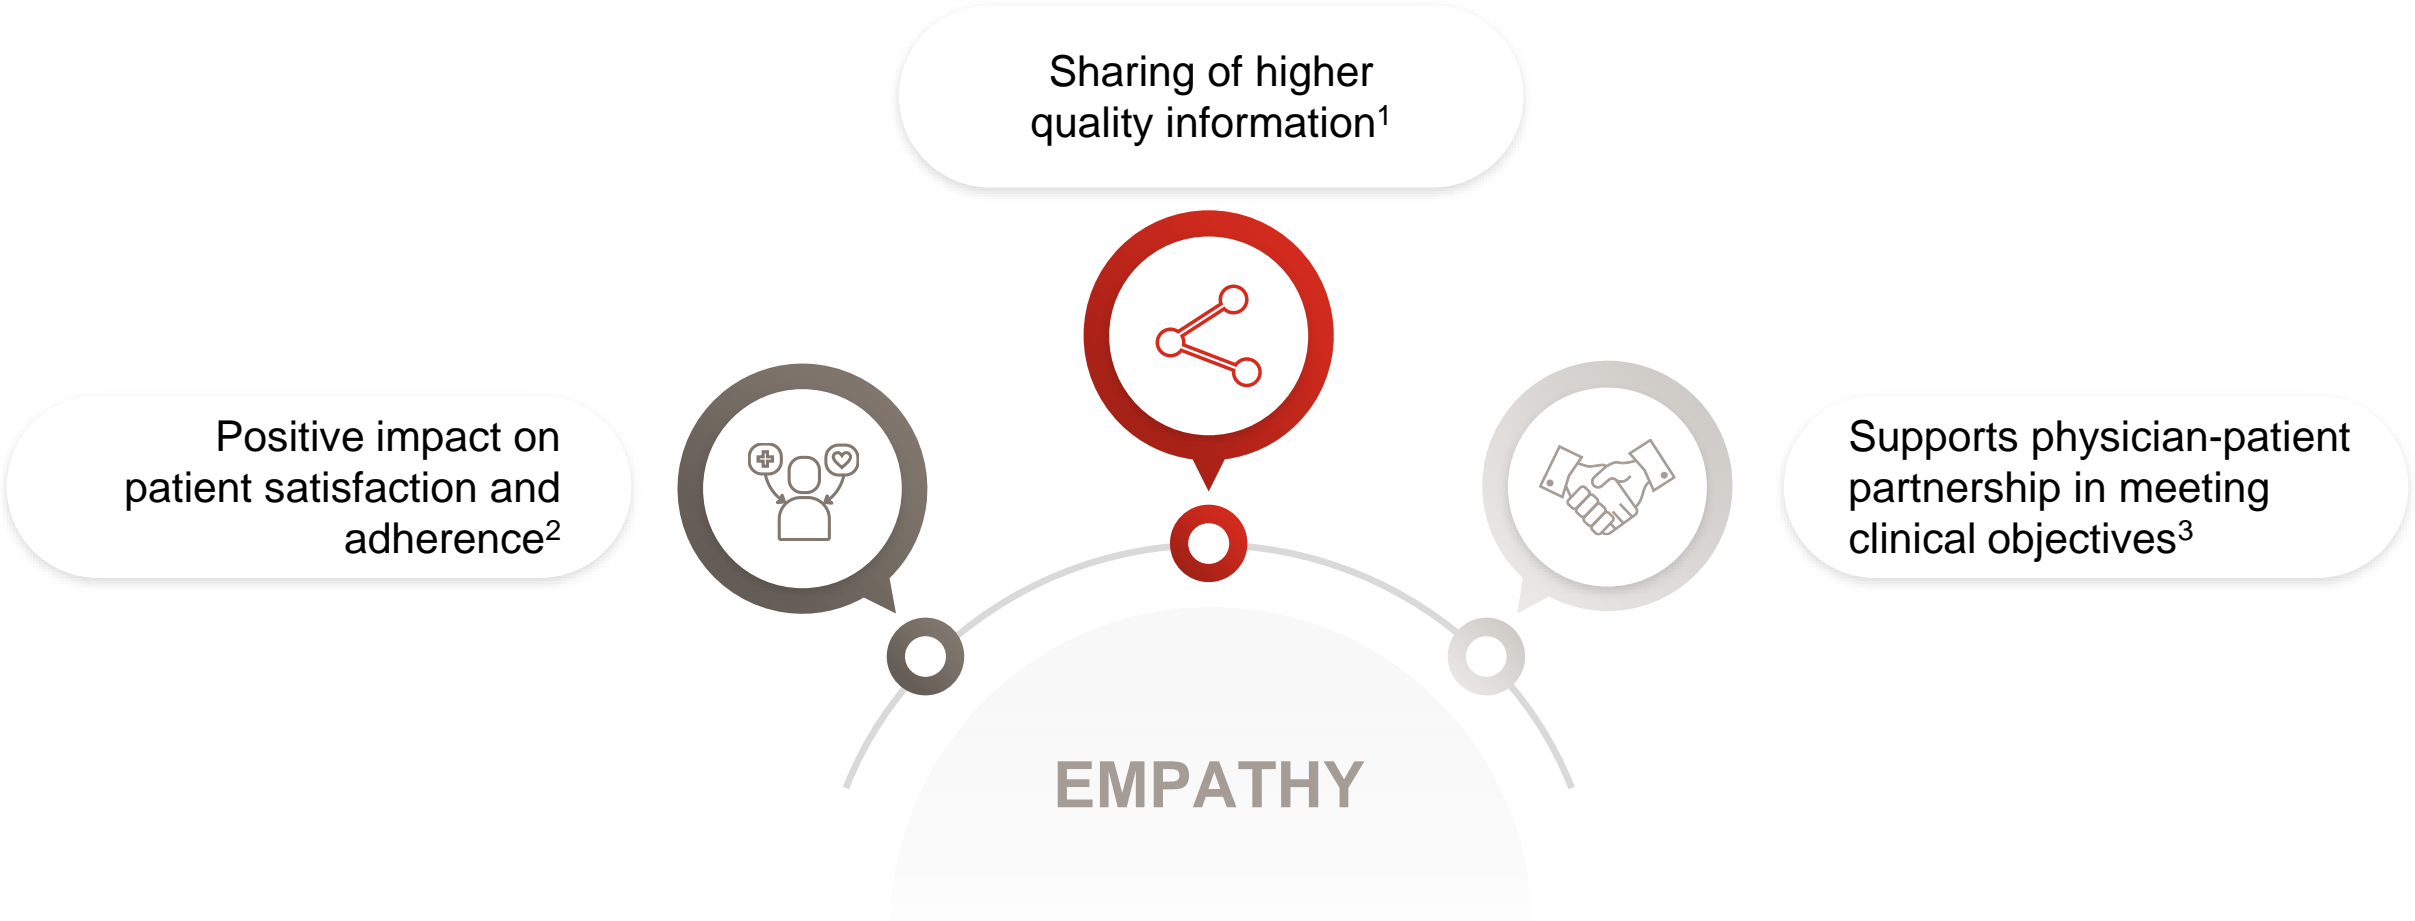 Sharing of higher
quality information¹
Positive impact on
patient satisfaction and
adherence²
Supports physician-patient
partnership in meeting
clinical objectives³
EMPATHY